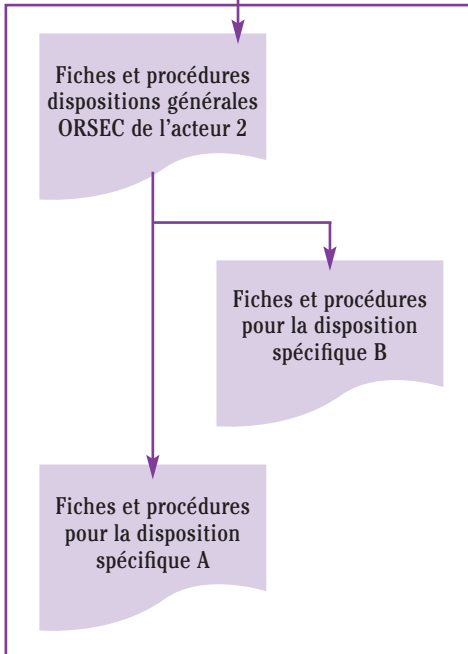 Fiches et procédures
dispositions générales
ORSEC de l’acteur 2
Fiches et procédures
pour la disposition
spécifique B
Fiches et procédures
pour la disposition
spécifique A